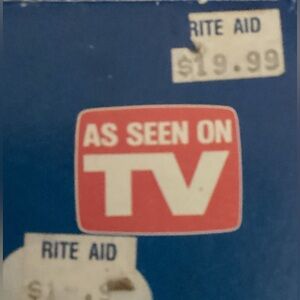 RITE AID
$19.99
AS SEEN ON
TV
RITE AID